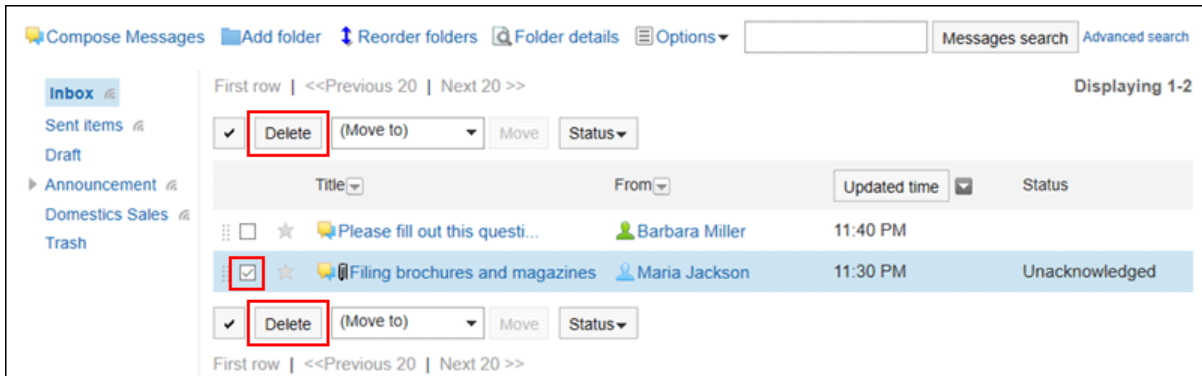 Compose Messages Add folder Reorder folders Folder details Options Messages search Advanced search
Inbox
Sent items
Draft
Announcement
Domestics Sales
Trash
First row | <<Previous 20 | Next 20 >> Displaying 1-2
Delete (Move to) Move Status
Title From Updated time Status
Please fill out this questi... Barbara Miller 11:40 PM
Filing brochures and magazines Maria Jackson 11:30 PM Unacknowledged
Delete (Move to) Move Status
First row | <<Previous 20 | Next 20 >>